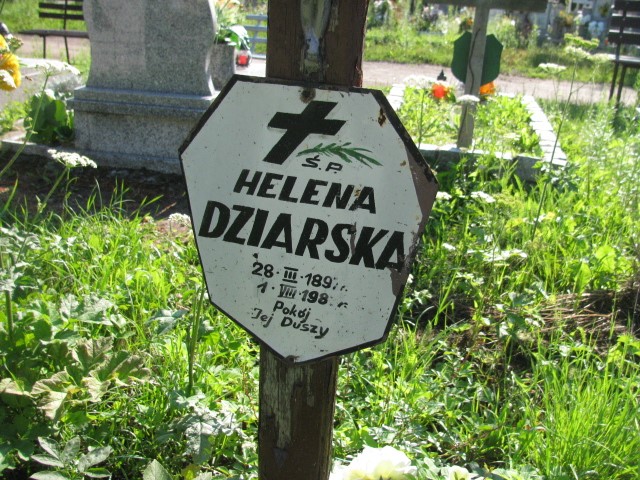 Ś.P.
HELENA
DZIARSKA
28·III·189
1·VIII·198
Pokój
Jej Duszy